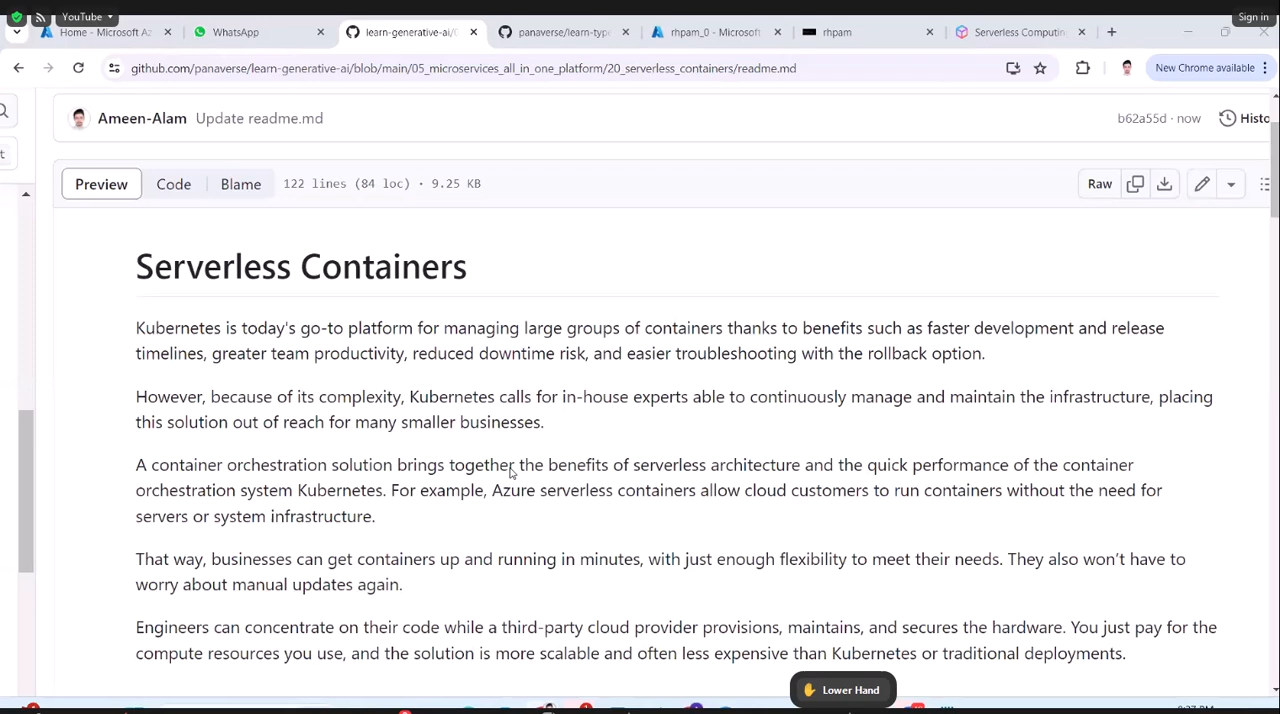 YouTube
Sign in
Home - Microsoft Az
WhatsApp
learn-generative-ai/0
panaverse/learn-type
rhpam_0 - Microsoft
rhpam
Serverless Computin
github.com/panaverse/learn-generative-ai/blob/main/05_microservices_all_in_one_platform/20_serverless_containers/readme.md
New Chrome available
Ameen-Alam Update readme.md
b62a55d · now
Histo
t
Preview Code Blame 122 lines (84 loc) · 9.25 KB
Raw
Serverless Containers
Kubernetes is today's go-to platform for managing large groups of containers thanks to benefits such as faster development and release
timelines, greater team productivity, reduced downtime risk, and easier troubleshooting with the rollback option.
However, because of its complexity, Kubernetes calls for in-house experts able to continuously manage and maintain the infrastructure, placing
this solution out of reach for many smaller businesses.
A container orchestration solution brings together the benefits of serverless architecture and the quick performance of the container
orchestration system Kubernetes. For example, Azure serverless containers allow cloud customers to run containers without the need for
servers or system infrastructure.
That way, businesses can get containers up and running in minutes, with just enough flexibility to meet their needs. They also won’t have to
worry about manual updates again.
Engineers can concentrate on their code while a third-party cloud provider provisions, maintains, and secures the hardware. You just pay for the
compute resources you use, and the solution is more scalable and often less expensive than Kubernetes or traditional deployments.
Lower Hand